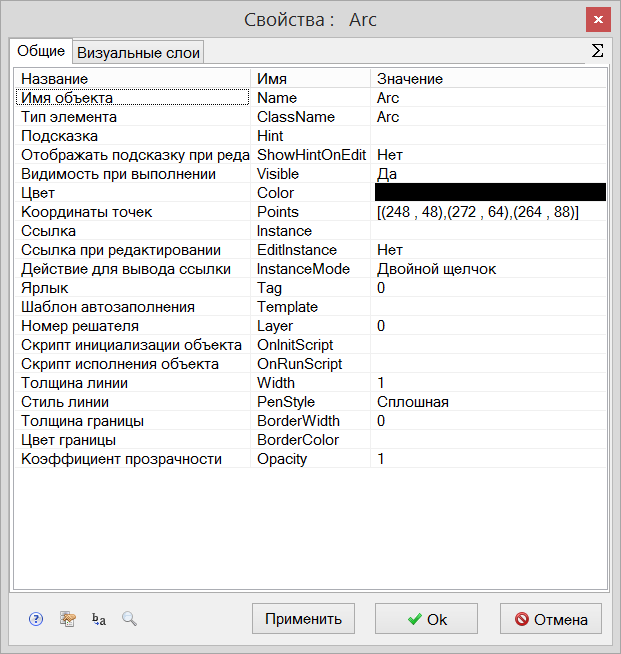 Свойства : Arc
Общие Визуальные слои Σ
Название Имя Значение
Имя объекта Name Arc
Тип элемента ClassName Arc
Подсказка Hint
Отображать подсказку при реда ShowHintOnEdit Нет
Видимость при выполнении Visible Да
Цвет Color
Координаты точек Points [(248 , 48),(272 , 64),(264 , 88)]
Ссылка Instance
Ссылка при редактировании EditInstance Нет
Действие для вывода ссылки InstanceMode Двойной щелчок
Ярлык Tag 0
Шаблон автозаполнения Template
Номер решателя Layer 0
Скрипт инициализации объекта OnInitScript
Скрипт исполнения объекта OnRunScript
Толщина линии Width 1
Стиль линии PenStyle Сплошная
Толщина границы BorderWidth 0
Цвет границы BorderColor
Коэффициент прозрачности Opacity 1
? b a Применить Ok Отмена